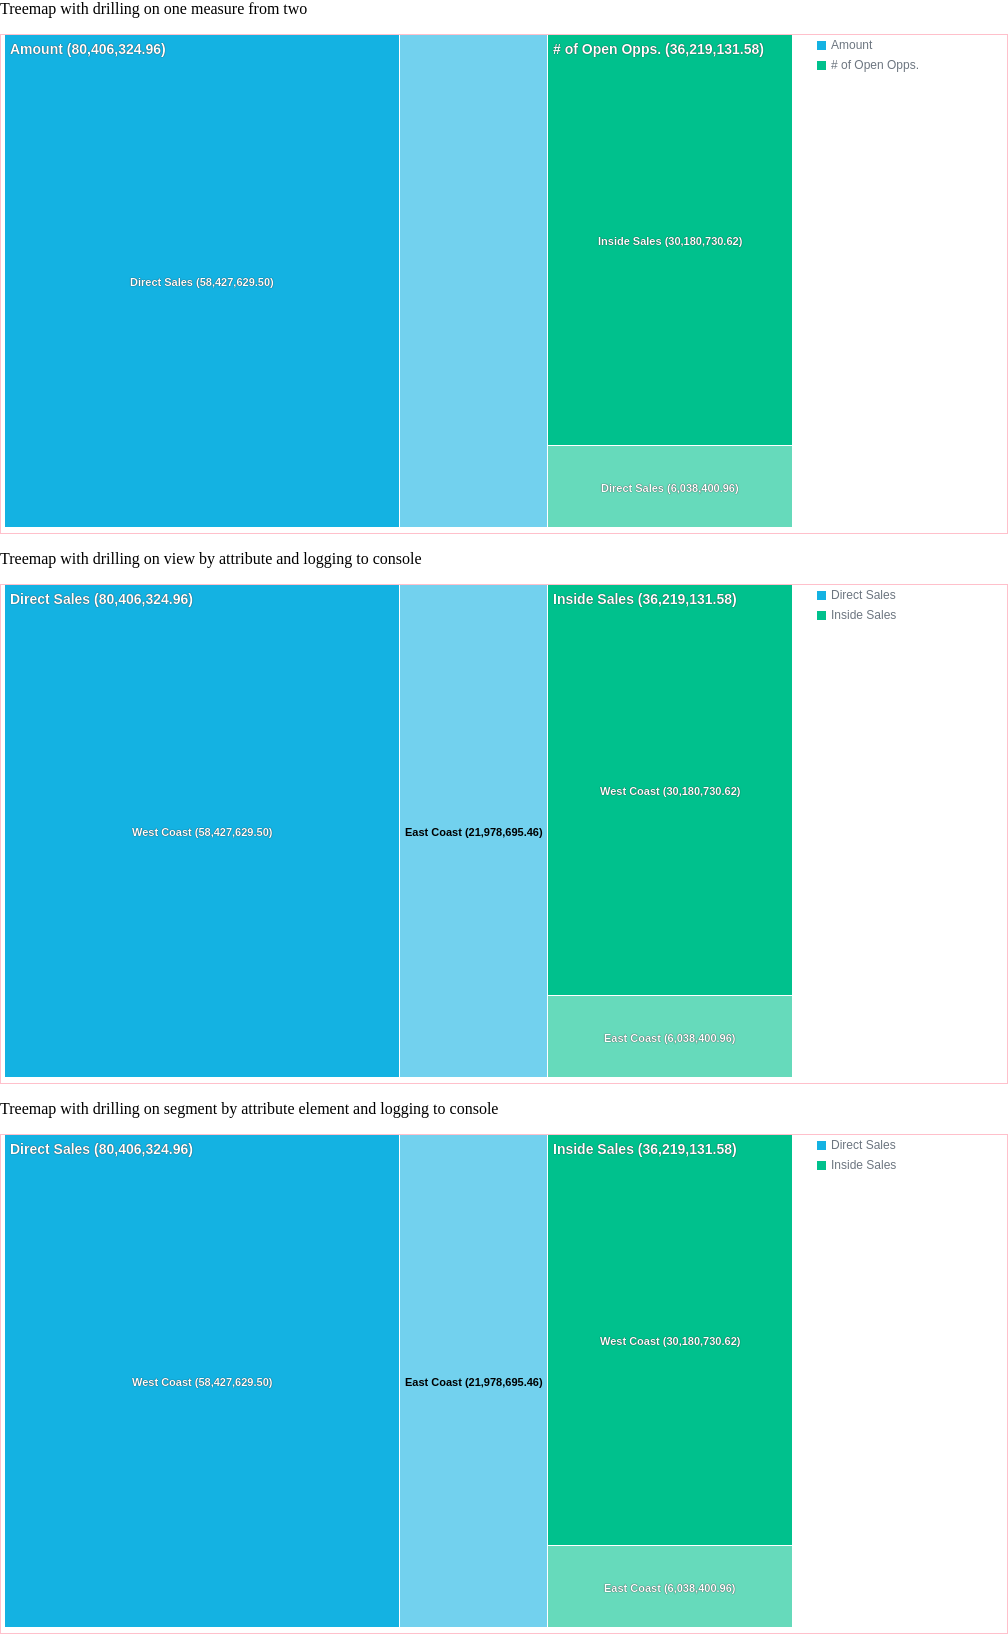 Treemap with drilling on one measure from two
Amount (80,406,324.96)
# of Open Opps. (36,219,131.58)
Amount
# of Open Opps.
Inside Sales (30,180,730.62)
Direct Sales (58,427,629.50)
Direct Sales (6,038,400.96)
Treemap with drilling on view by attribute and logging to console
Direct Sales (80,406,324.96)
Inside Sales (36,219,131.58)
Direct Sales
Inside Sales
West Coast (30,180,730.62)
West Coast (58,427,629.50)
East Coast (21,978,695.46)
East Coast (6,038,400.96)
Treemap with drilling on segment by attribute element and logging to console
Direct Sales (80,406,324.96)
Inside Sales (36,219,131.58)
Direct Sales
Inside Sales
West Coast (30,180,730.62)
West Coast (58,427,629.50)
East Coast (21,978,695.46)
East Coast (6,038,400.96)